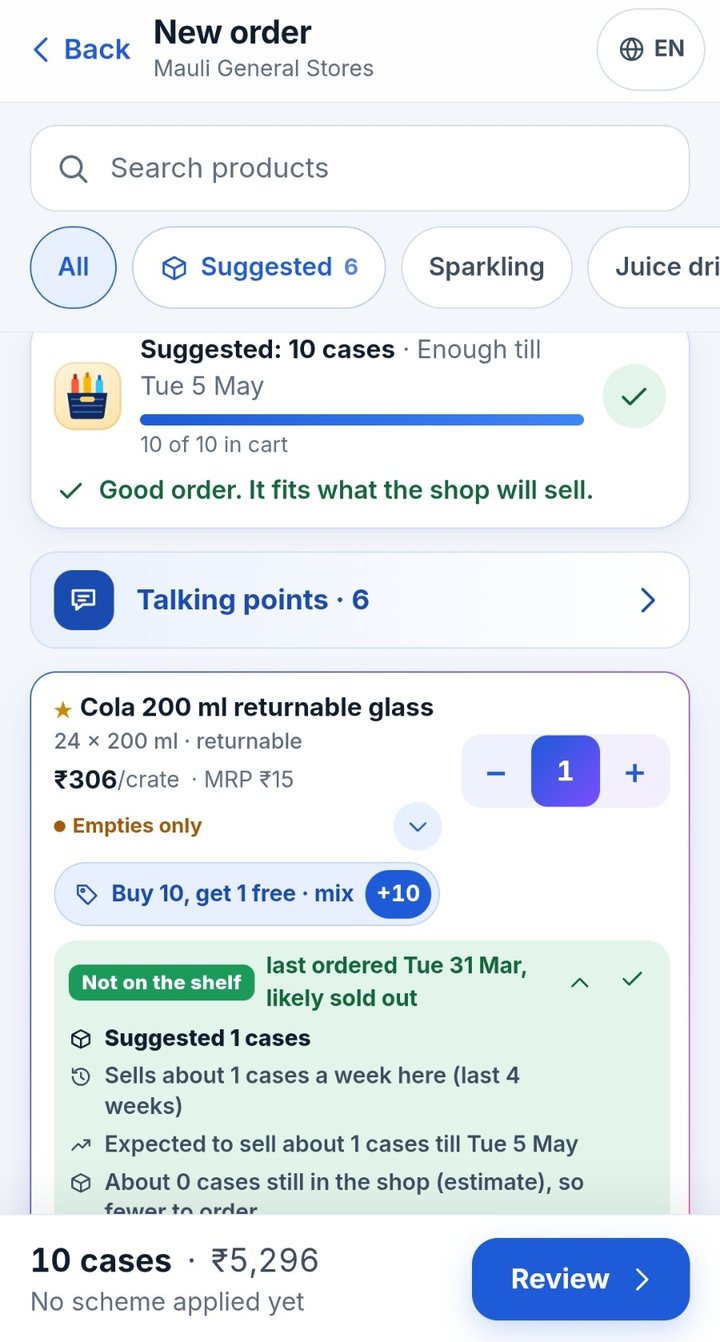 Back
New order
Mauli General Stores
EN
Search products
All
Suggested 6
Sparkling
Juice dri
Suggested: 10 cases · Enough till
Tue 5 May
10 of 10 in cart
Good order. It fits what the shop will sell.
Talking points · 6
Cola 200 ml returnable glass
24 × 200 ml · returnable
₹306/crate · MRP ₹15
− 1 +
Empties only
Buy 10, get 1 free · mix +10
Not on the shelf
last ordered Tue 31 Mar,
likely sold out
Suggested 1 cases
Sells about 1 cases a week here (last 4
weeks)
Expected to sell about 1 cases till Tue 5 May
About 0 cases still in the shop (estimate), so
fewer to order
10 cases · ₹5,296
No scheme applied yet
Review